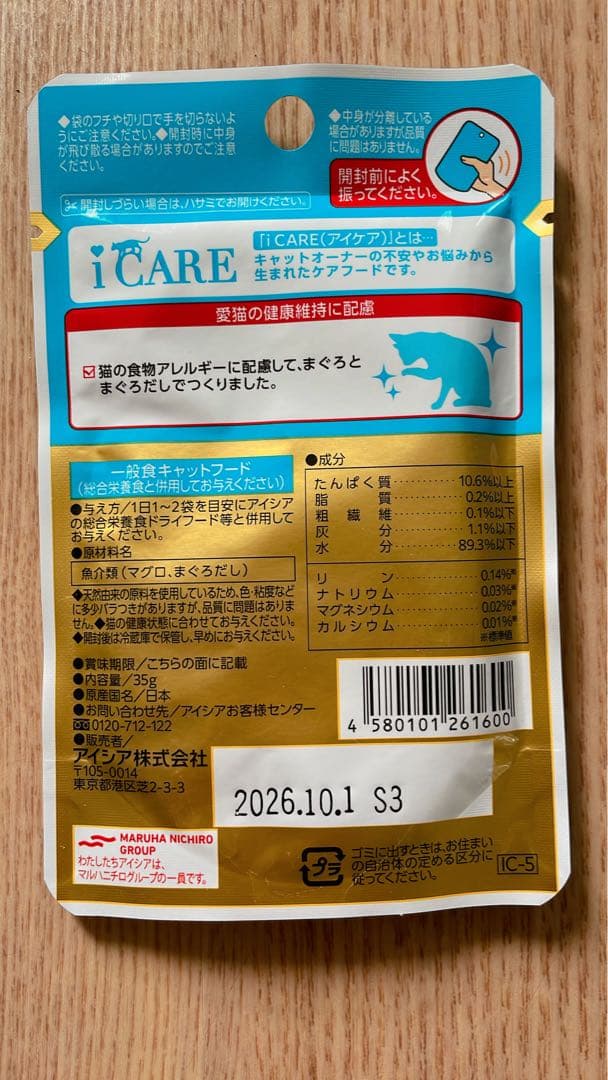 ◆袋のフチや切り口で手を切らないよ
うにご注意ください。◆開封時に中身
が飛び散る場合がありますのでご注意
ください。
✂開封しづらい場合は、ハサミでお開けください。
◆中身が分離している
場合がありますが品質
に問題はありません。
開封前によく
振ってください。
i CARE
「i CARE(アイケア)」とは…
キャットオーナーの不安やお悩みから
生まれたケアフードです。
愛猫の健康維持に配慮
☑猫の食物アレルギーに配慮して、まぐろと
まぐろだしでつくりました。
一般食キャットフード
(総合栄養食と併用してお与えください)
●与え方/1日1~2袋を目安にアイシア
の総合栄養食ドライフード等と併用して
お与えください。
●原材料名
魚介類(マグロ、まぐろだし)
◆天然由来の原料を使用しているため、色・粘度など
に多少バラつきがありますが、品質に問題はありま
せん。◆猫の健康状態に合わせてお与えください。
◆開封後は冷蔵庫で保管し、早めにお与えください。
●成分
たんぱく質………10.6%以上
脂質………0.2%以上
粗繊維………0.1%以下
灰分………1.1%以下
水分………89.3%以下
リン………0.14%※
ナトリウム………0.03%※
マグネシウム………0.02%※
カルシウム………0.01%※
※標準値
●賞味期限/こちらの面に記載
●内容量/35g
●原産国名/日本
●お問い合わせ先/アイシアお客様センター
0120-712-122
●販売者/
アイシア株式会社
〒105-0014
東京都港区芝2-3-3
4 580101 261600
2026.10.1 S3
MARUHA NICHIRO
GROUP
わたしたちアイシアは、
マルハニチログループの一員です。
プラ
ゴミに出すときは、お住まい
の自治体の定める区分に
従ってください。
IC-5